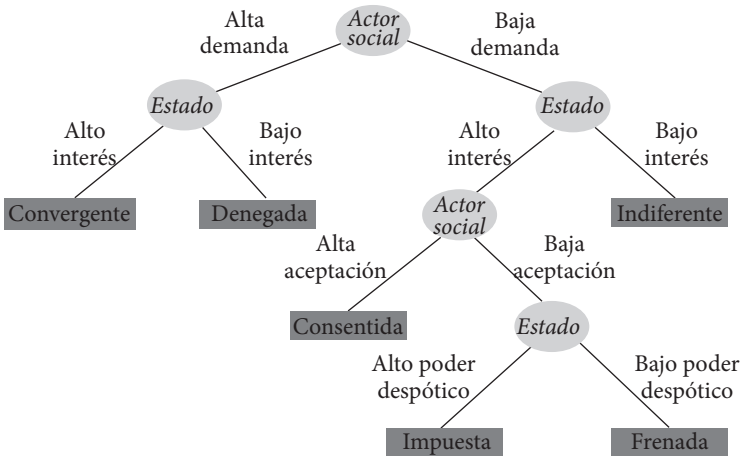 Alta
demanda
Actor
social
Baja
demanda
Estado
Estado
Alto
interés
Bajo
interés
Alto
interés
Bajo
interés
Convergente
Denegada
Actor
social
Indiferente
Alta
aceptación
Baja
aceptación
Consentida
Estado
Alto poder
despótico
Bajo poder
despótico
Impuesta
Frenada